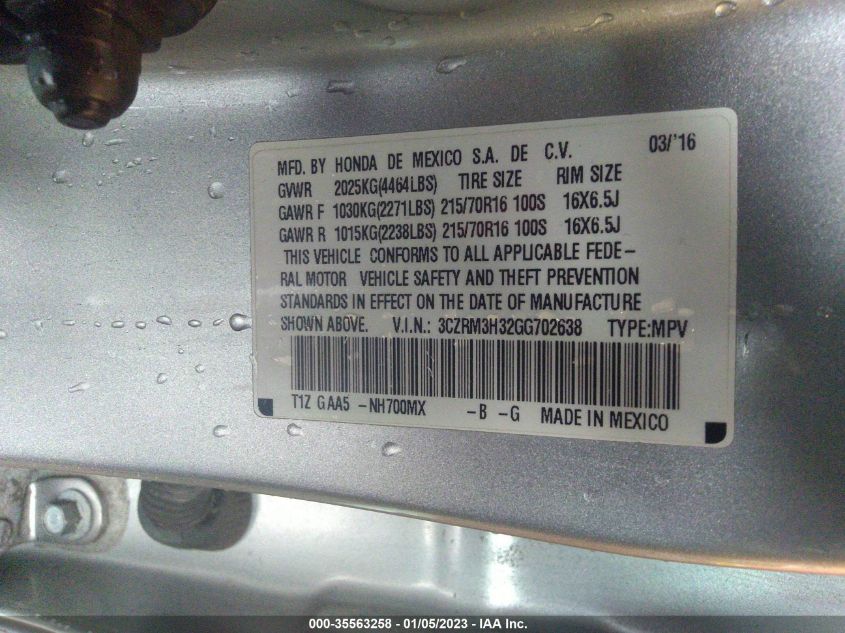 MFD. BY HONDA DE MEXICO S.A. DE C.V. 03/'16
GVWR 2025KG(4464LBS) TIRE SIZE RIM SIZE
GAWR F 1030KG(2271LBS) 215/70R16 100S 16X6.5J
GAWR R 1015KG(2238LBS) 215/70R16 100S 16X6.5J
THIS VEHICLE CONFORMS TO ALL APPLICABLE FEDE-
RAL MOTOR VEHICLE SAFETY AND THEFT PREVENTION
STANDARDS IN EFFECT ON THE DATE OF MANUFACTURE
SHOWN ABOVE. V.I.N.: 3CZRM3H32GG702638 TYPE:MPV
T1Z GAA5 -NH700MX -B -G MADE IN MEXICO
000-35563258 - 01/05/2023 - IAA Inc.